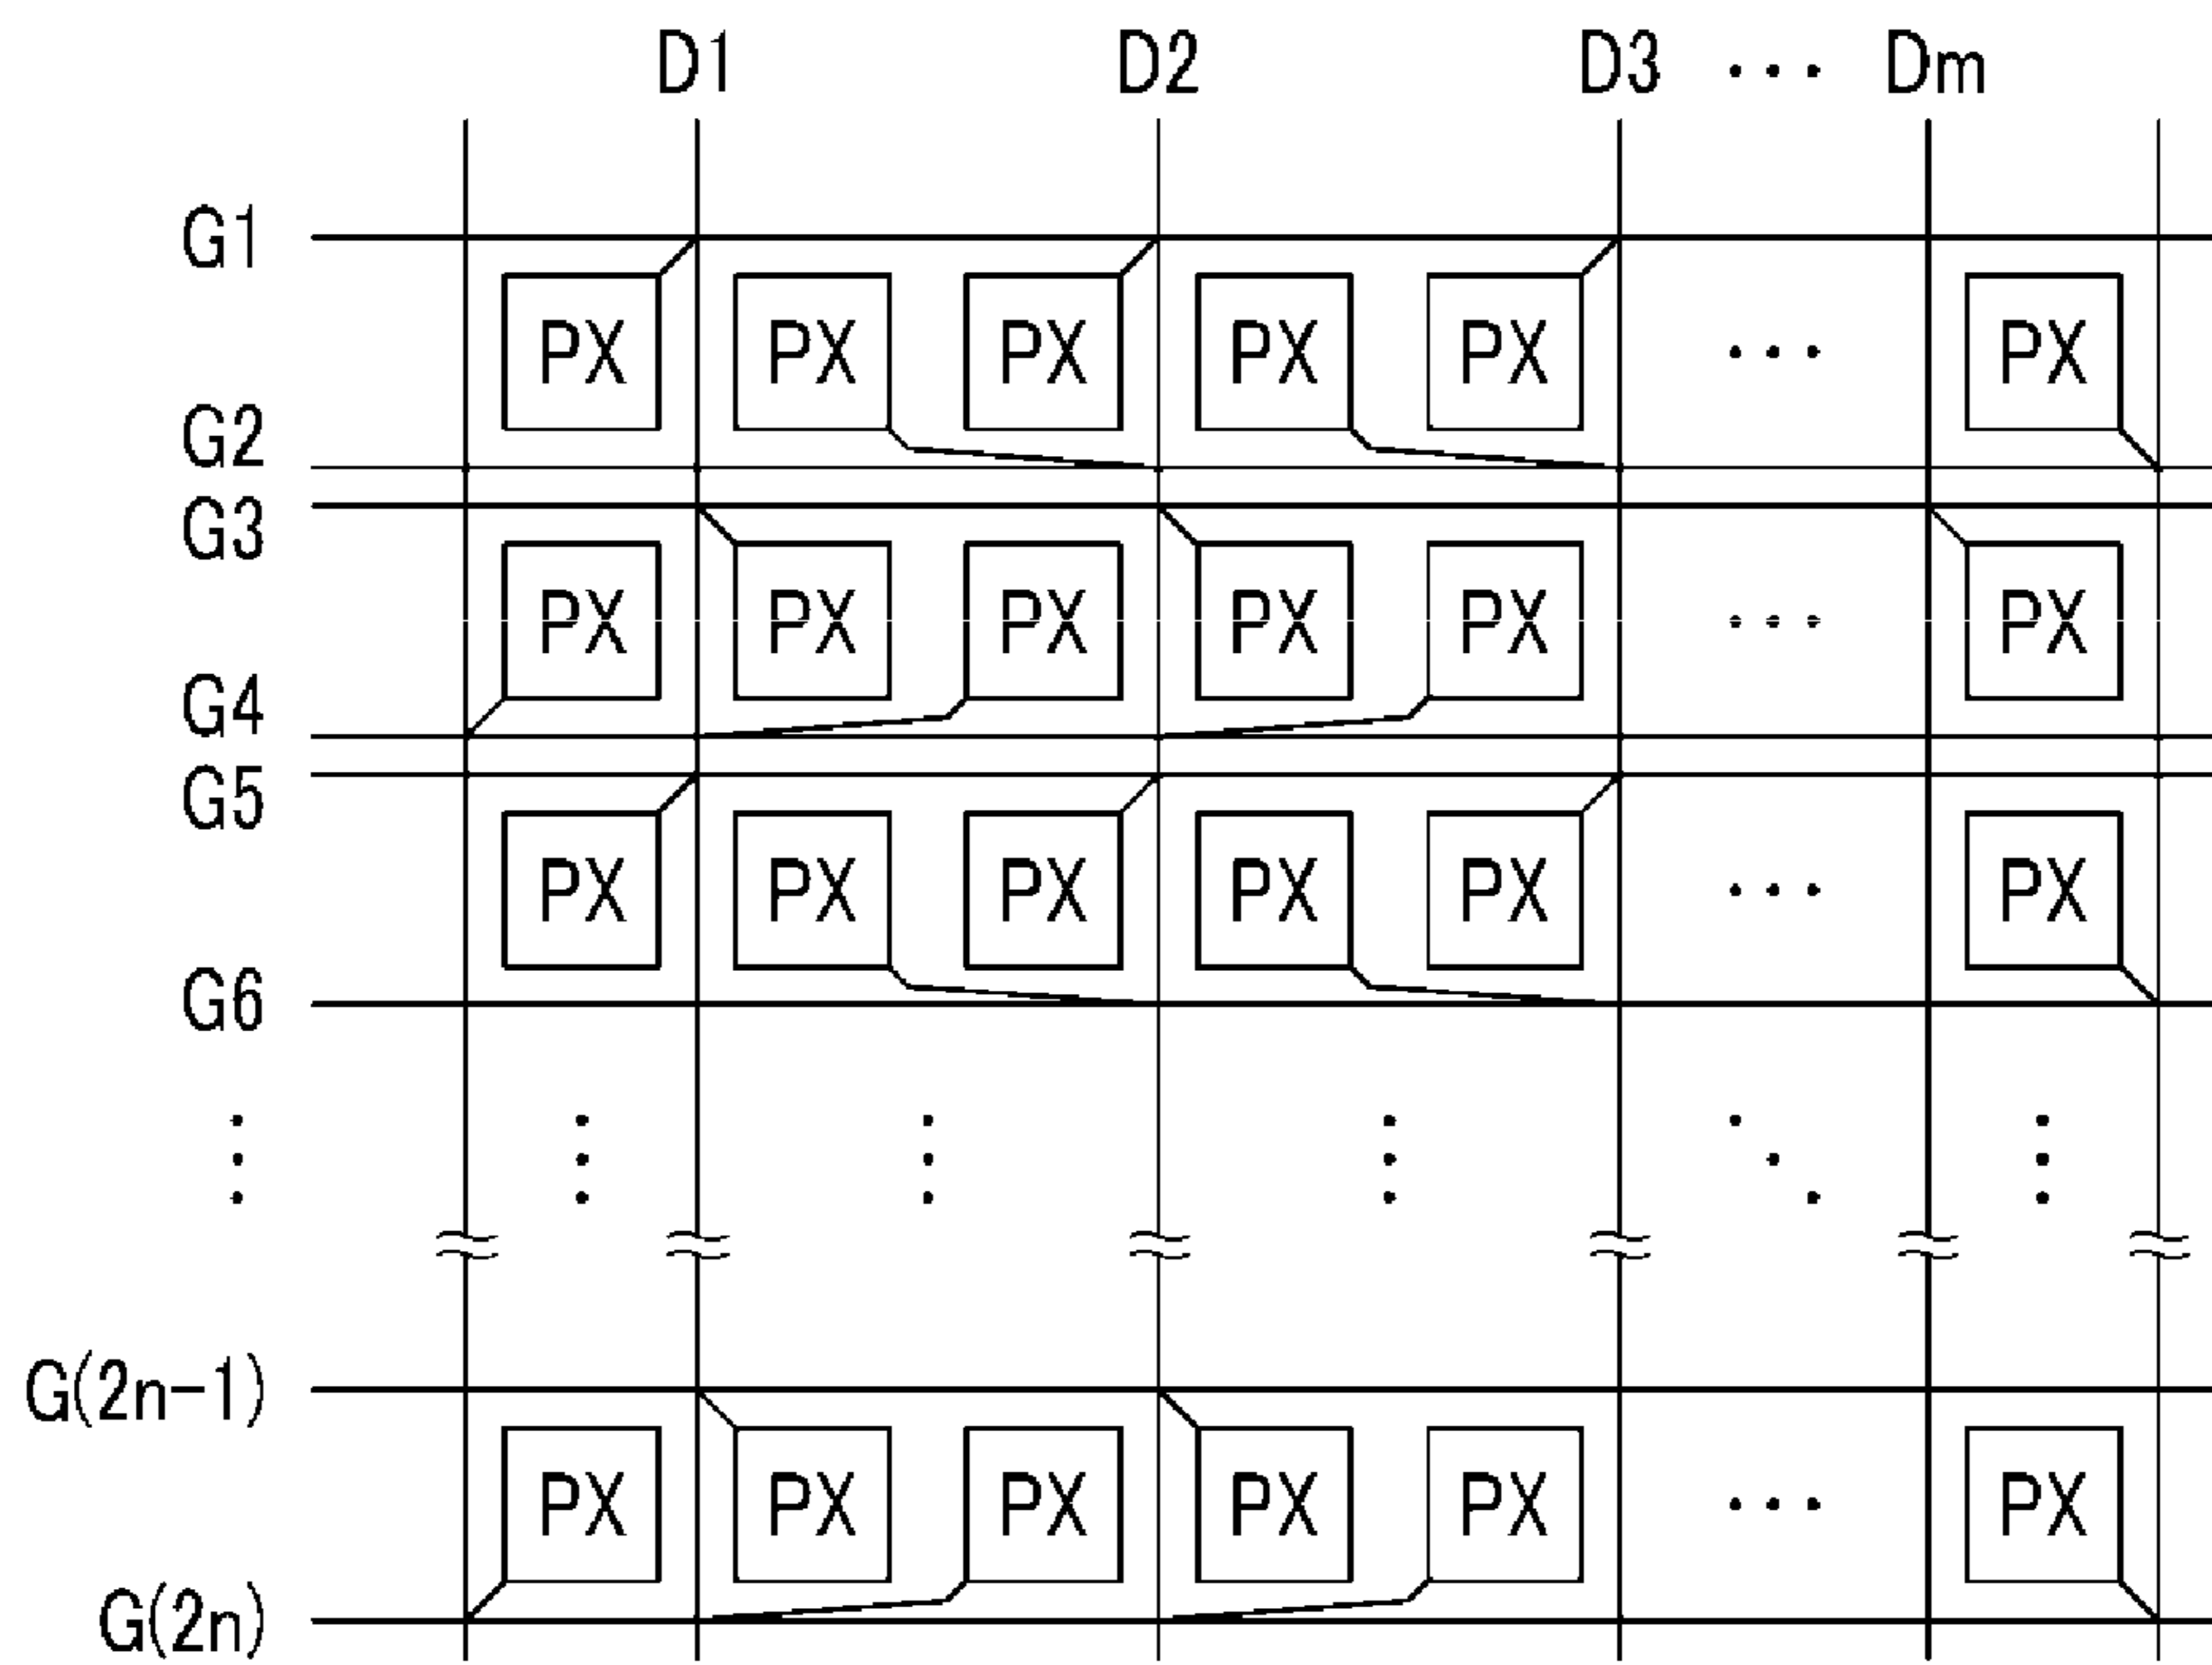 D1 D2 D3 ··· Dm
G1
PX PX PX PX PX ··· PX
G2
G3
PX PX PX PX PX ··· PX
G4
G5
PX PX PX PX PX ··· PX
G6
G(2n-1)
PX PX PX PX PX ··· PX
G(2n)